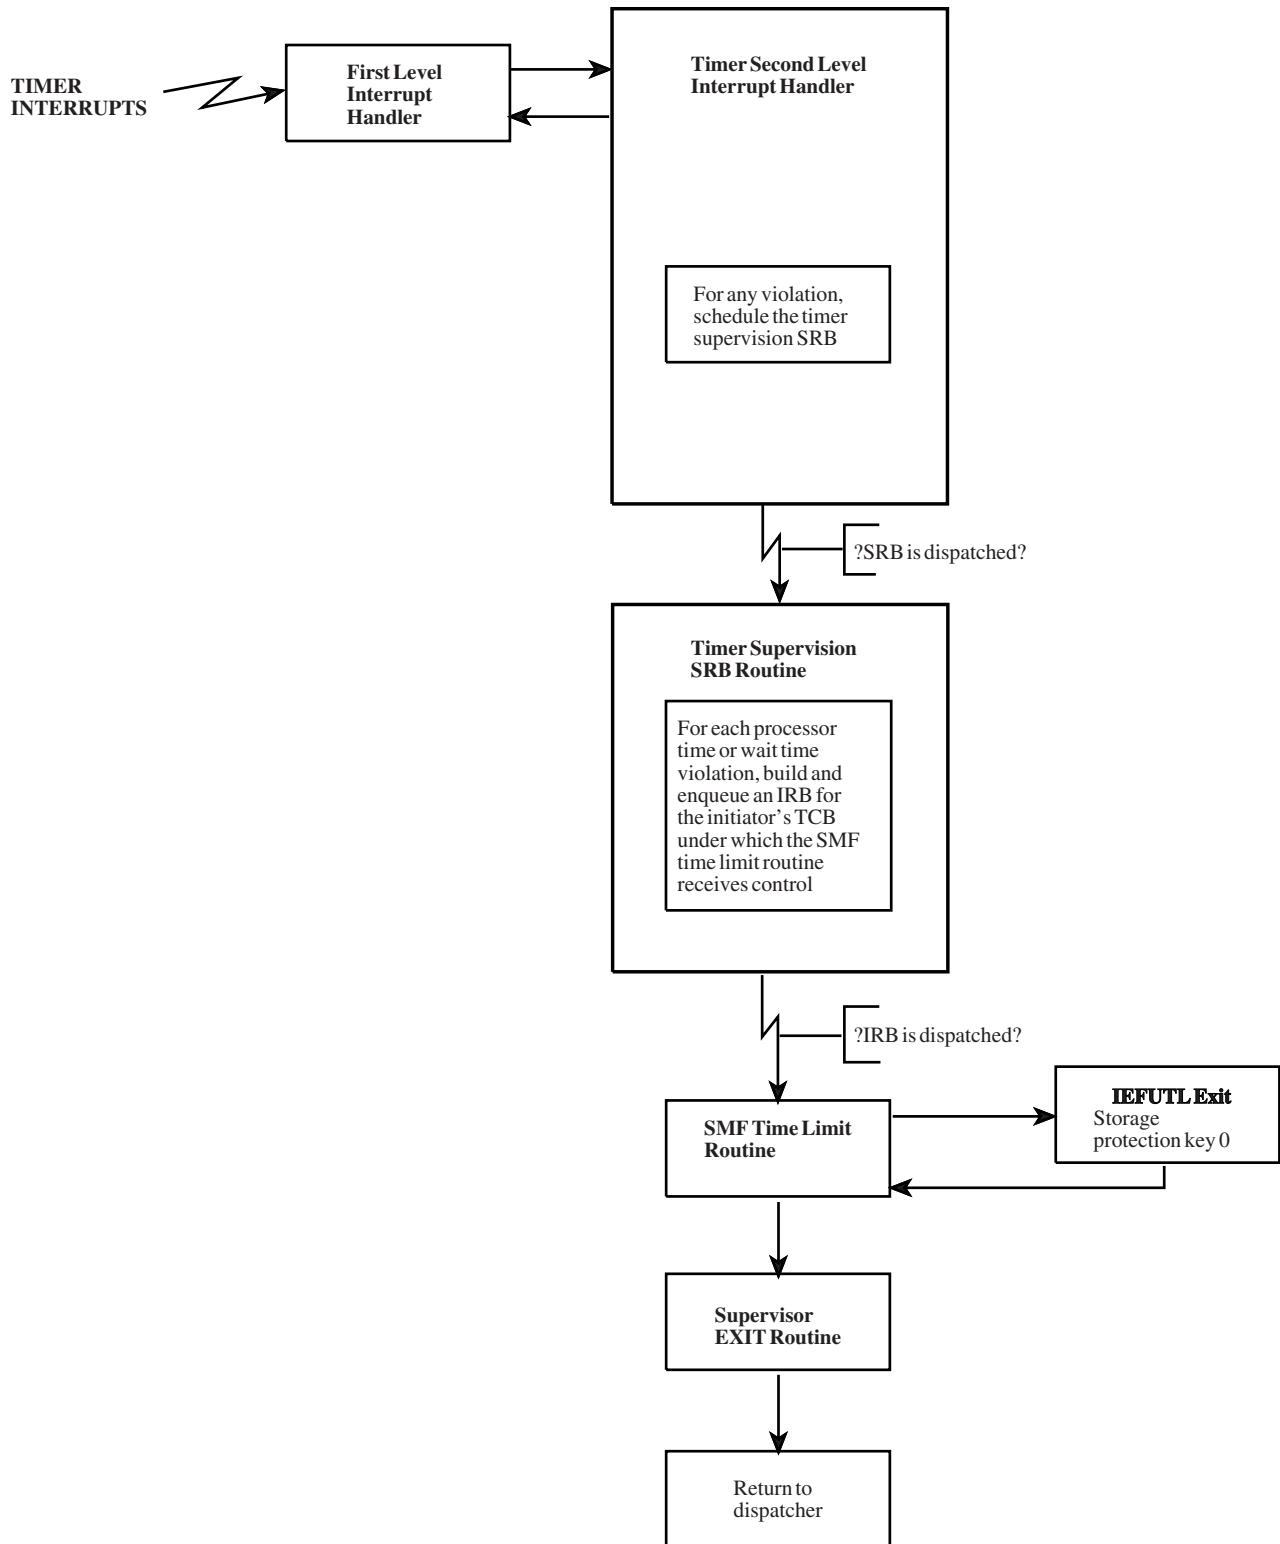 TIMER
INTERRUPTS
First Level
Interrupt
Handler
Timer Second Level
Interrupt Handler
For any violation,
schedule the timer
supervision SRB
?SRB is dispatched?
Timer Supervision
SRB Routine
For each processor
time or wait time
violation, build and
enqueue an IRB for
the initiator's TCB
under which the SMF
time limit routine
receives control
?IRB is dispatched?
SMF Time Limit
Routine
IEFUTL Exit
Storage
protection key 0
Supervisor
EXIT Routine
Return to
dispatcher